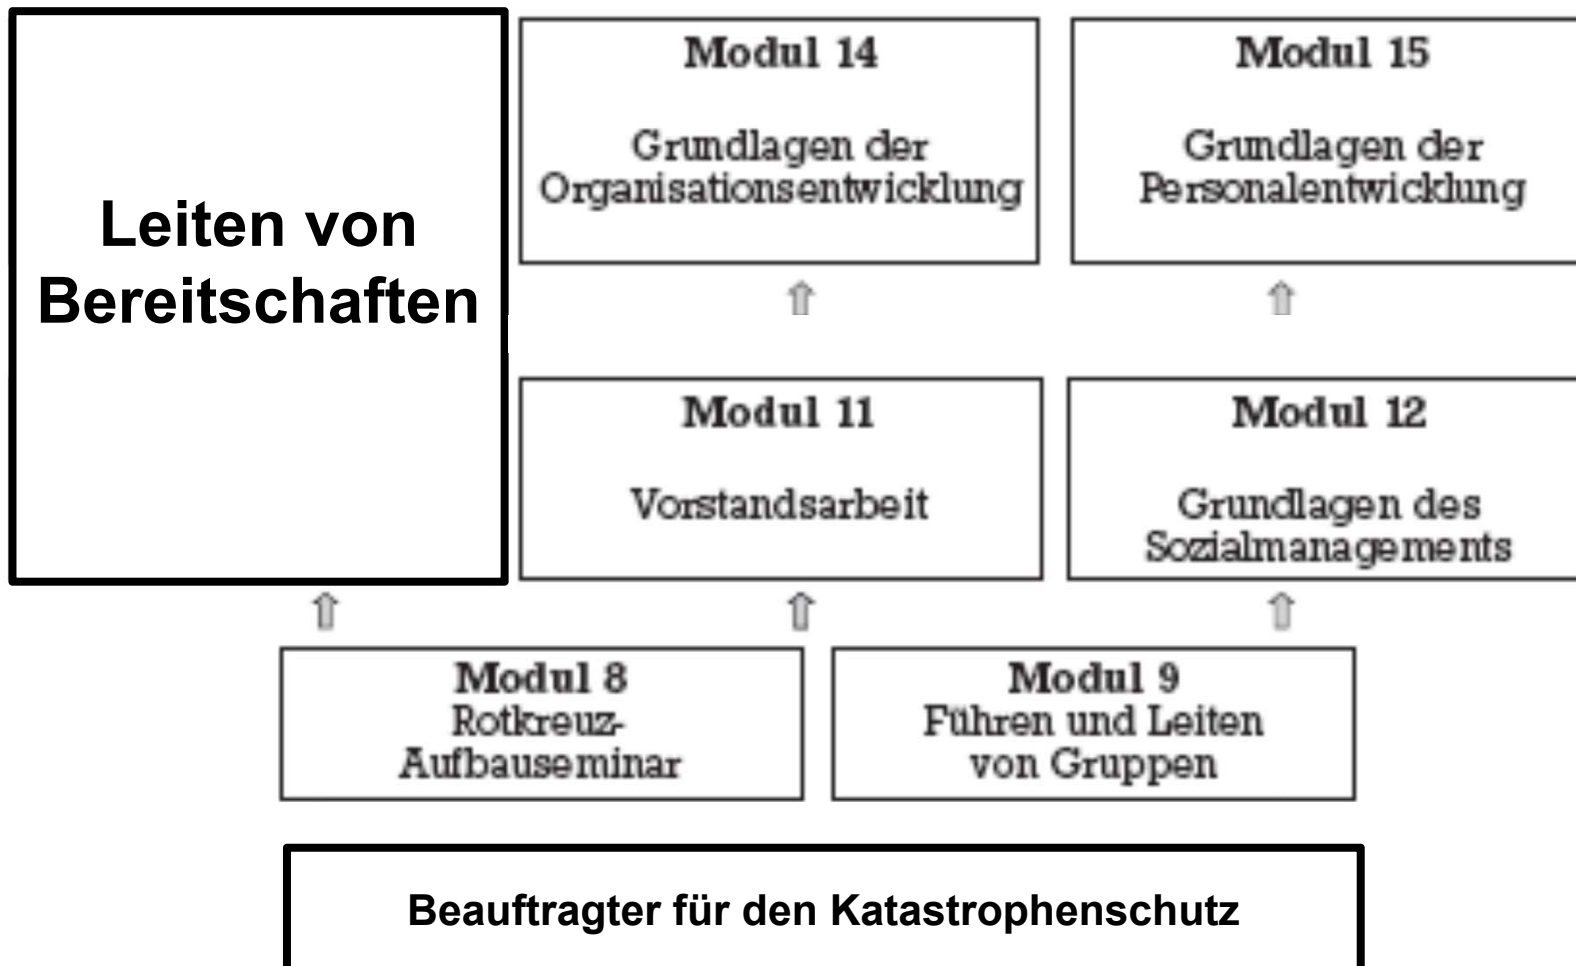 Leiten von
Bereitschaften
Modul 14
Grundlagen der
Organisationsentwicklung
Modul 15
Grundlagen der
Personalentwicklung
Modul 11
Vorstandsarbeit
Modul 12
Grundlagen des
Sozialmanagements
Modul 8
Rotkreuz-
Aufbauseminar
Modul 9
Führen und Leiten
von Gruppen
Beauftragter für den Katastrophenschutz